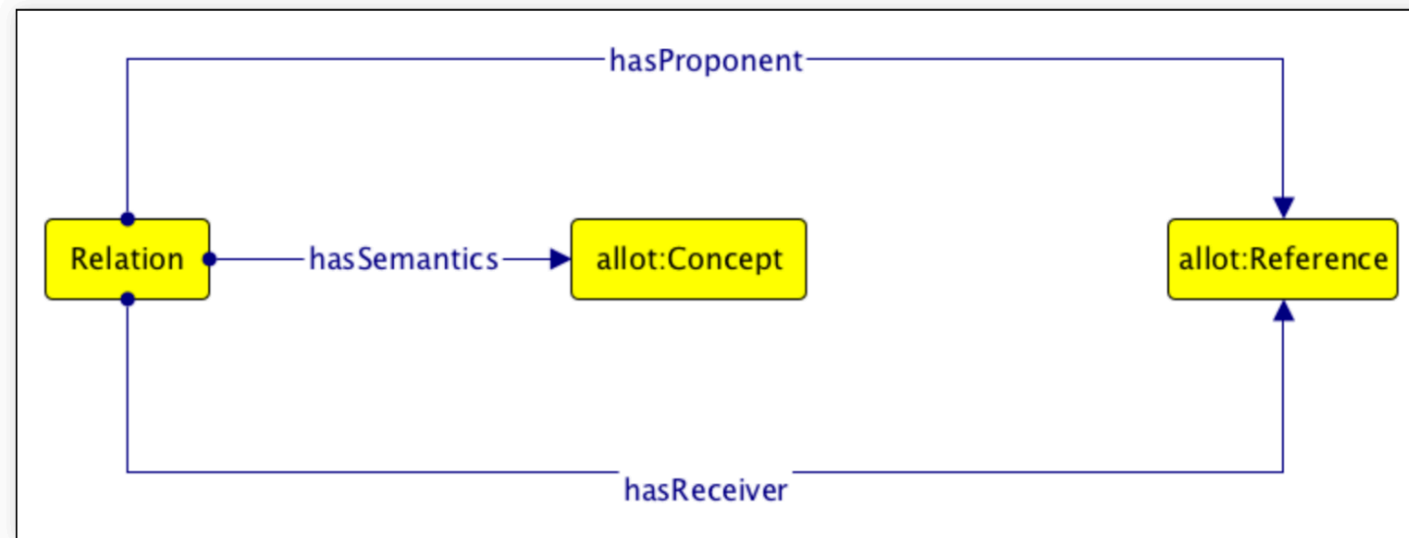 hasProponent
Relation
hasSemantics
allot:Concept
allot:Reference
hasReceiver